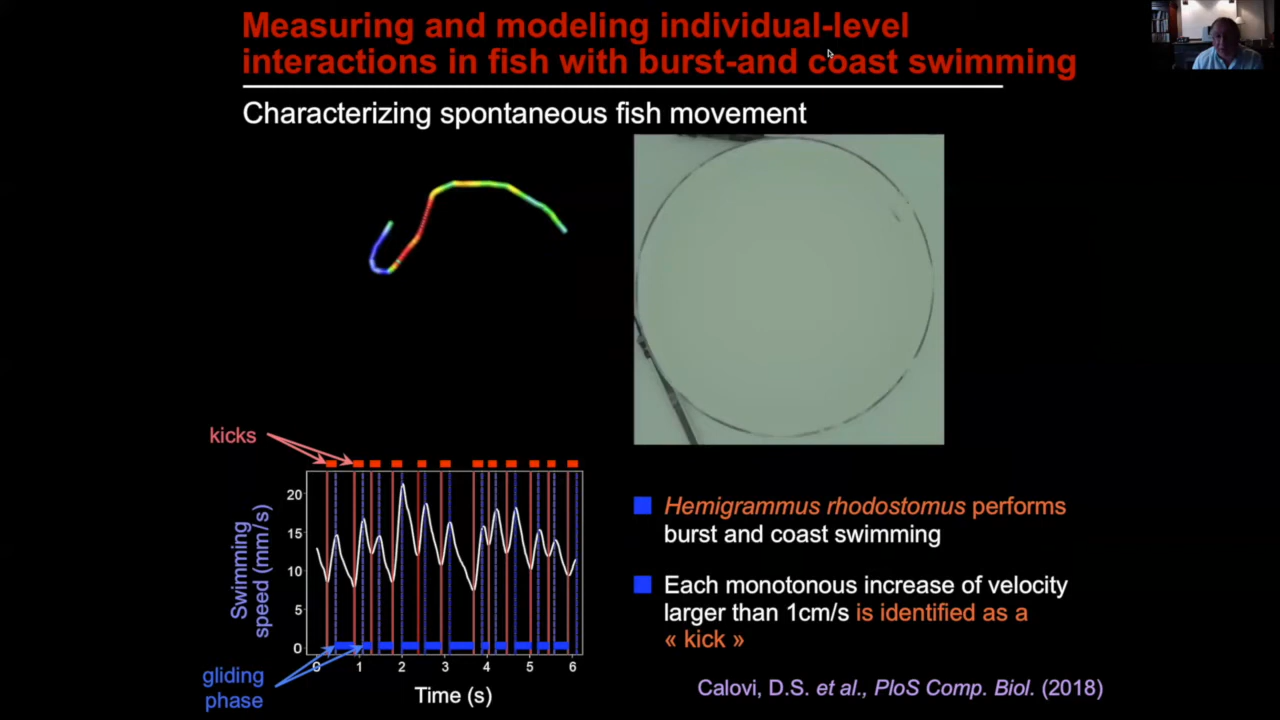 Measuring and modeling individual-level
interactions in fish with burst-and coast swimming
Characterizing spontaneous fish movement
kicks
20
15
10
5
0
Swimming
speed (mm/s)
0 1 2 3 4 5 6
Time (s)
gliding
phase
Hemigrammus rhodostomus performs
burst and coast swimming
Each monotonous increase of velocity
larger than 1cm/s is identified as a
« kick »
Calovi, D.S. et al., PloS Comp. Biol. (2018)